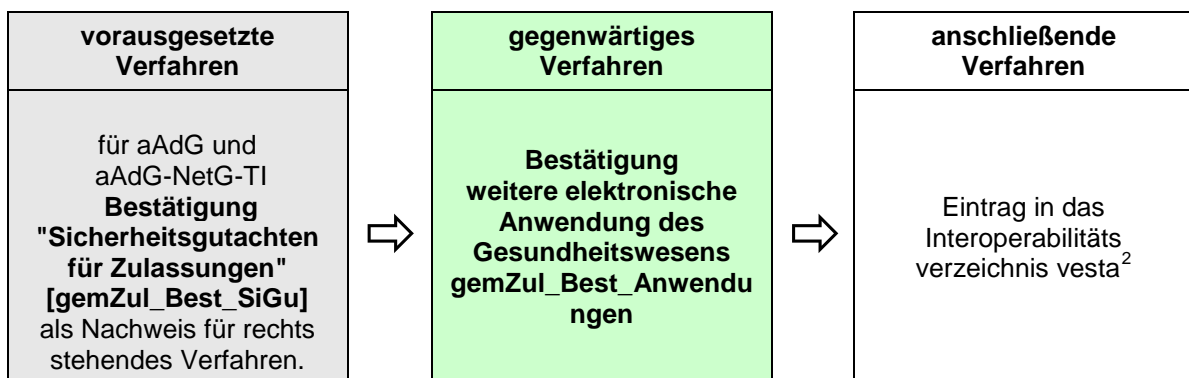 vorausgesetzte
Verfahren
für aAdG und
aAdG-NetG-TI
Bestätigung
"Sicherheitsgutachten
für Zulassungen"
[gemZul_Best_SiGu]
als Nachweis für rechts
stehendes Verfahren.
gegenwärtiges
Verfahren
Bestätigung
weitere elektronische
Anwendung des
Gesundheitswesens
gemZul_Best_Anwendu
ngen
anschließende
Verfahren
Eintrag in das
Interoperabilitäts
verzeichnis vesta²